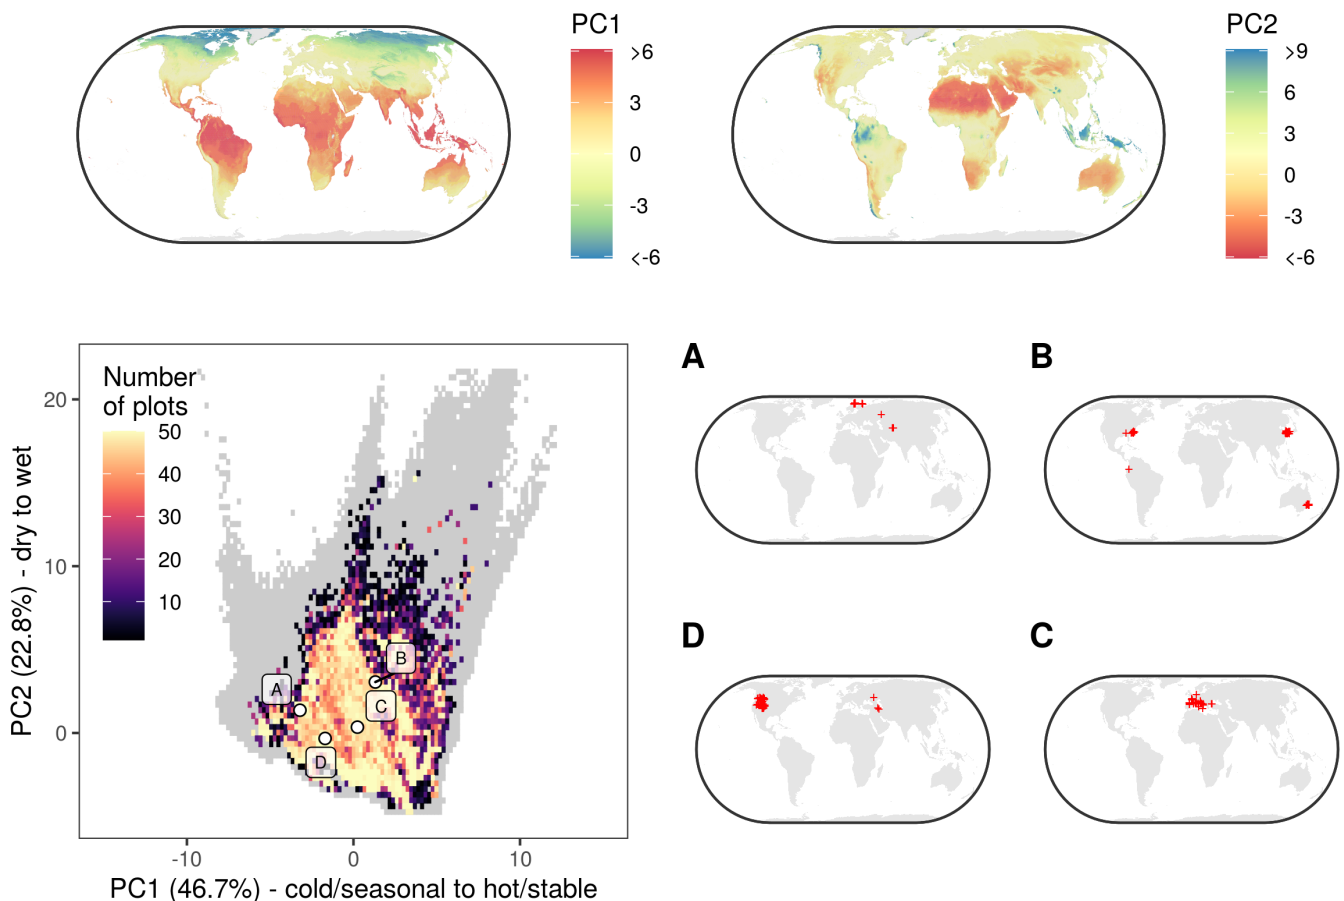 PC1
>6
3
0
-3
<-6
PC2
>9
6
3
0
-3
<-6
Number
of plots
50
40
30
20
10
20
10
0
PC2 (22.8%) - dry to wet
A
B
C
D
-10
0
10
PC1 (46.7%) - cold/seasonal to hot/stable
A
B
D
C